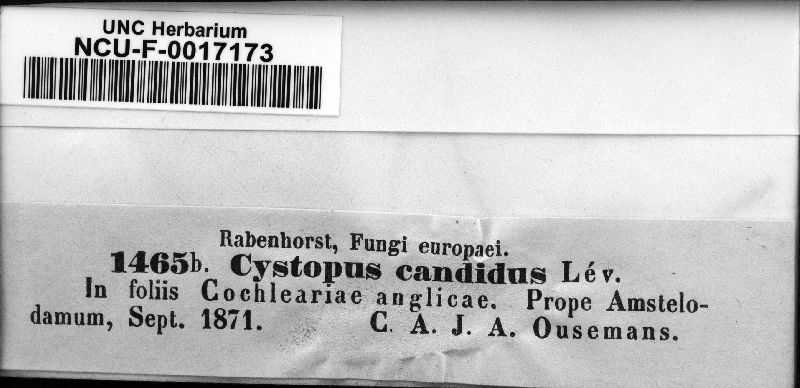 UNC Herbarium
NCU-F-0017173
Rabenhorst, Fungi europaei.
1465b. Cystopus candidus Lév.
In foliis Cochleariae anglicae. Prope Amstelo-
damum, Sept. 1871. C. A. J. A. Ousemans.